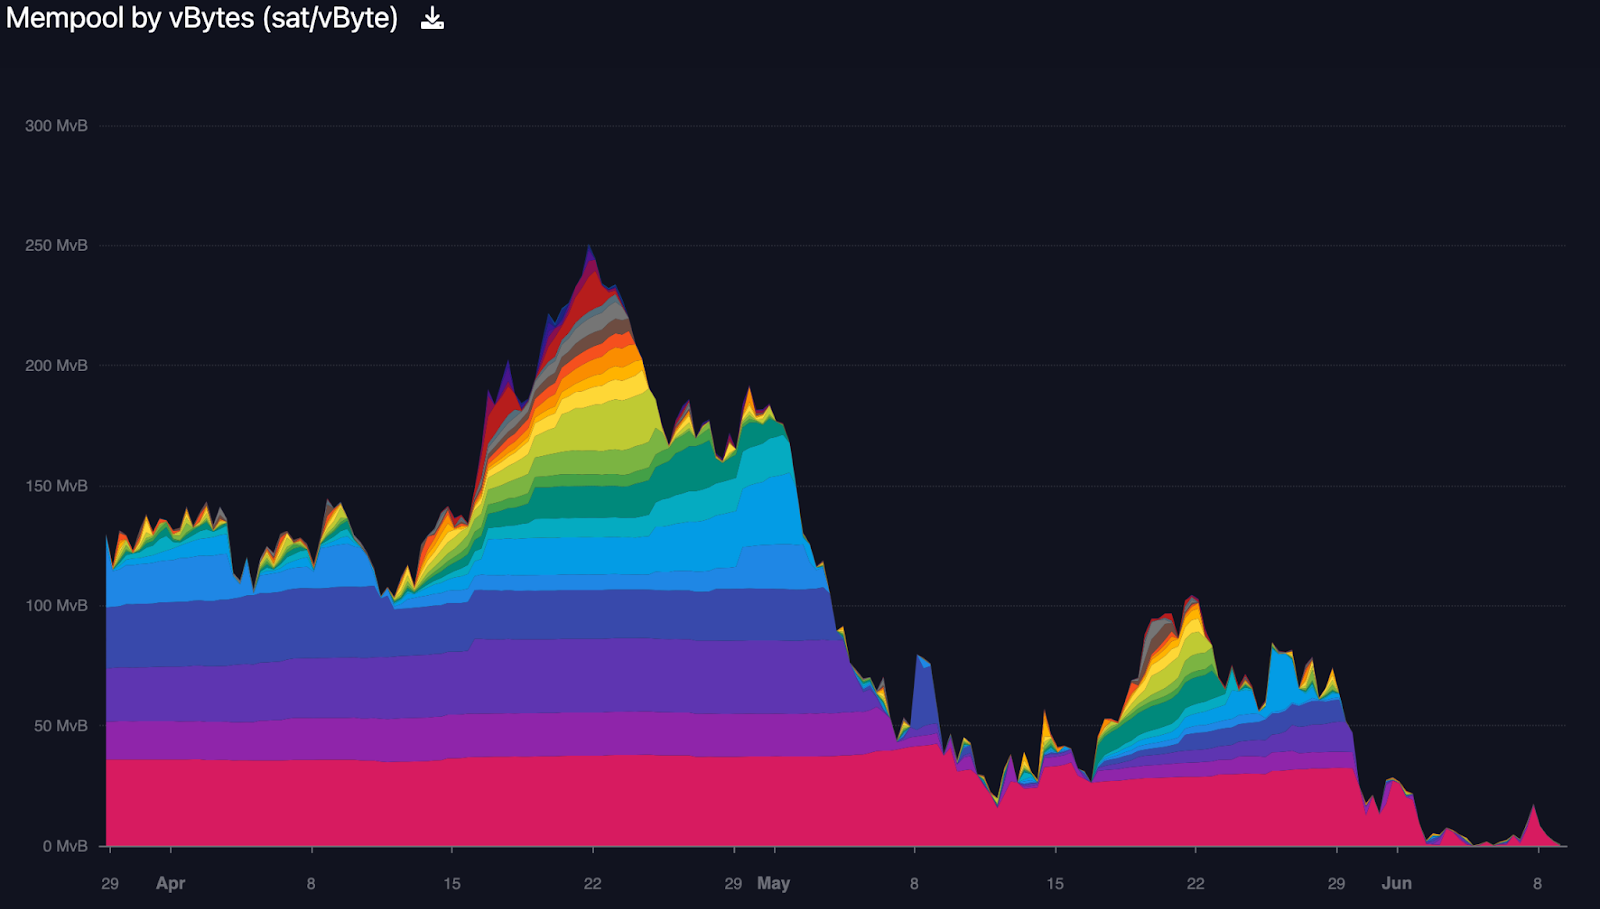 Mempool by vBytes (sat/vByte)
300 MvB
250 MvB
200 MvB
150 MvB
100 MvB
50 MvB
0 MvB
29 Apr 8 15 22 29 May 8 15 22 29 Jun 8